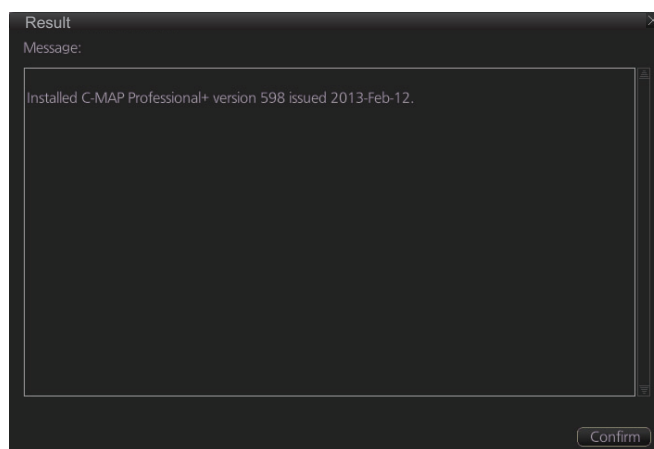 Result
Message:
Installed C-MAP Professional+ version 598 issued 2013-Feb-12.
Confirm